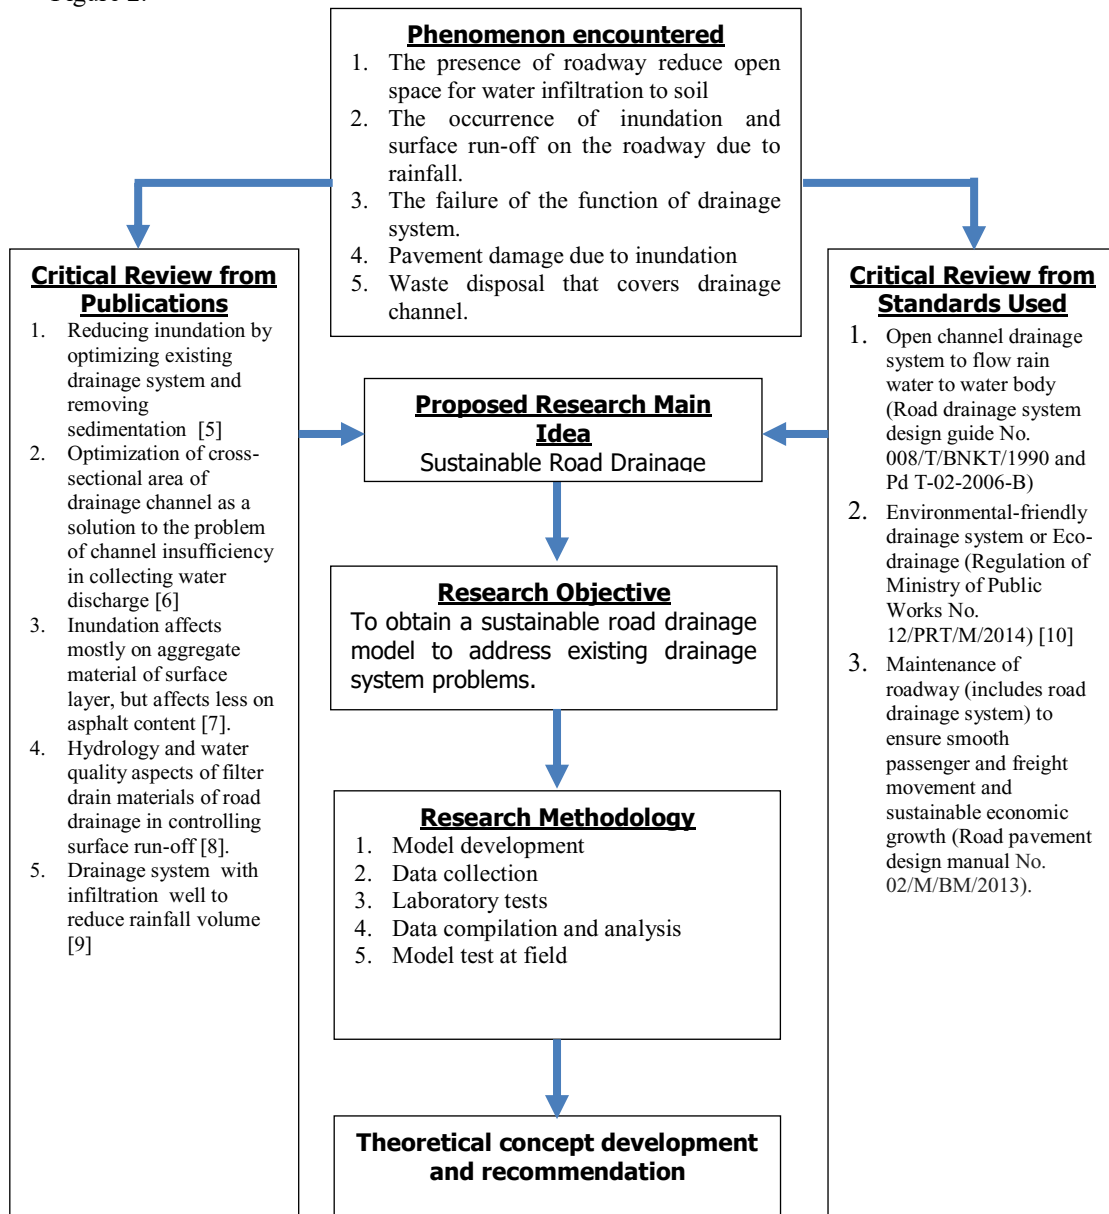 Figure 2.
Phenomenon encountered
1. The presence of roadway reduce open
space for water infiltration to soil
2. The occurrence of inundation and
surface run-off on the roadway due to
rainfall.
3. The failure of the function of drainage
system.
4. Pavement damage due to inundation
5. Waste disposal that covers drainage
channel.
Critical Review from
Publications
1. Reducing inundation by
optimizing existing
drainage system and
removing
sedimentation [5]
2. Optimization of cross-
sectional area of
drainage channel as a
solution to the problem
of channel insufficiency
in collecting water
discharge [6]
3. Inundation affects
mostly on aggregate
material of surface
layer, but affects less on
asphalt content [7].
4. Hydrology and water
quality aspects of filter
drain materials of road
drainage in controlling
surface run-off [8].
5. Drainage system with
infiltration well to
reduce rainfall volume
[9]
Proposed Research Main
Idea
Sustainable Road Drainage
Research Objective
To obtain a sustainable road drainage
model to address existing drainage
system problems.
Research Methodology
1. Model development
2. Data collection
3. Laboratory tests
4. Data compilation and analysis
5. Model test at field
Theoretical concept development
and recommendation
Critical Review from
Standards Used
1. Open channel drainage
system to flow rain
water to water body
(Road drainage system
design guide No.
008/T/BNKT/1990 and
Pd T-02-2006-B)
2. Environmental-friendly
drainage system or Eco-
drainage (Regulation of
Ministry of Public
Works No.
12/PRT/M/2014) [10]
3. Maintenance of
roadway (includes road
drainage system) to
ensure smooth
passenger and freight
movement and
sustainable economic
growth (Road pavement
design manual No.
02/M/BM/2013).